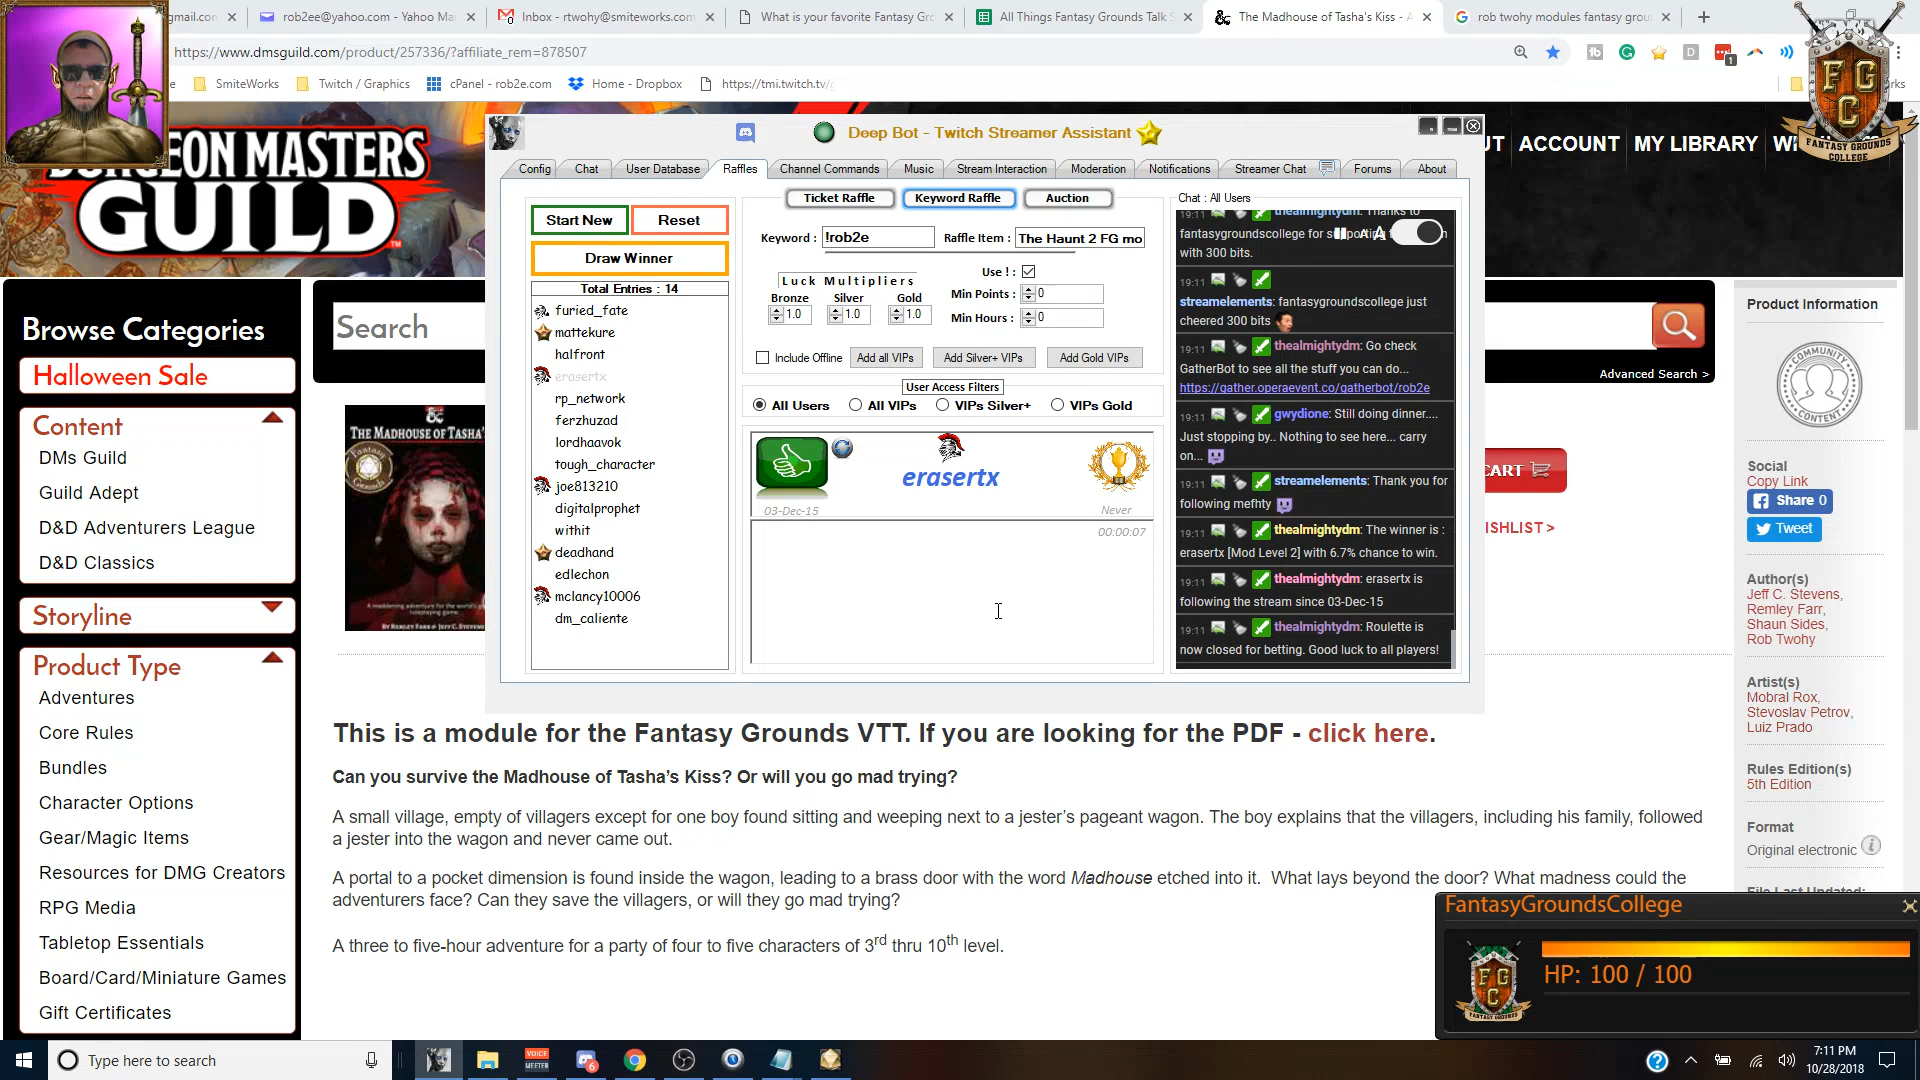 gmail.con
rob2ee@yahoo.com - Yahoo Mai
Inbox - rtwohy@smiteworks.com
What is your favorite Fantasy Gro
All Things Fantasy Grounds Talk S
The Madhouse of Tasha's Kiss - A
rob twohy modules fantasy grou
https://www.dmsguild.com/product/257336/?affiliate_rem=878507
SmiteWorks
Twitch / Graphics
cPanel - rob2e.com
Home - Dropbox
https://tmi.twitch.tv/g
FGC
FANTASY GROUNDS
COLLEGE
ACCOUNT
MY LIBRARY
DUNGEON MASTERS
GUILD
Deep Bot - Twitch Streamer Assistant
Config
Chat
User Database
Raffles
Channel Commands
Music
Stream Interaction
Moderation
Notifications
Streamer Chat
Forums
About
Start New
Reset
Draw Winner
Total Entries : 14
furied_fate
mattekure
halfront
erasertx
rp_network
ferzhuzad
lordhaavok
tough_character
joe813210
digitalprophet
withit
deadhand
edlechon
mclancy10006
dm_caliente
Ticket Raffle
Keyword Raffle
Auction
Keyword : !rob2e
Raffle Item : The Haunt 2 FG mo
Luck Multipliers
Bronze Silver Gold
1.0 1.0 1.0
Use ! :
Min Points : 0
Min Hours : 0
Include Offline
Add all VIPs
Add Silver+ VIPs
Add Gold VIPs
User Access Filters
All Users
All VIPs
VIPs Silver+
VIPs Gold
erasertx
03-Dec-15
Never
00:00:07
Chat : All Users
19:11 thealmightydm: Thanks to
fantasygroundscollege for
with 300 bits.
streamelements: fantasygroundscollege just
cheered 300 bits
19:11 thealmightydm: Go check
GatherBot to see all the stuff you can do...
https://gather.operaevent.co/gatherbot/rob2e
19:11 gwydione: Still doing dinner....
Just stopping by.. Nothing to see here... carry
on...
19:11 streamelements: Thank you for
following mefhty
19:11 thealmightydm: The winner is :
erasertx [Mod Level 2] with 6.7% chance to win.
19:11 thealmightydm: erasertx is
following the stream since 03-Dec-15
19:11 thealmightydm: Roulette is
now closed for betting. Good luck to all players!
Browse Categories
Halloween Sale
Content
DMs Guild
Guild Adept
D&D Adventurers League
D&D Classics
Storyline
Product Type
Adventures
Core Rules
Bundles
Character Options
Gear/Magic Items
Resources for DMG Creators
RPG Media
Tabletop Essentials
Board/Card/Miniature Games
Gift Certificates
Search
Advanced Search >
THE MADHOUSE OF TASHA'S
CART
ISHLIST >
Product Information
COMMUNITY
CONTENT
Social
Copy Link
Share 0
Tweet
Author(s)
Jeff C. Stevens,
Remley Farr,
Shaun Sides,
Rob Twohy
Artist(s)
Mobral Rox,
Stevoslav Petrov,
Luiz Prado
Rules Edition(s)
5th Edition
Format
Original electronic
File Last Updated:
This is a module for the Fantasy Grounds VTT. If you are looking for the PDF - click here.
Can you survive the Madhouse of Tasha's Kiss? Or will you go mad trying?
A small village, empty of villagers except for one boy found sitting and weeping next to a jester's pageant wagon. The boy explains that the villagers, including his family, followed
a jester into the wagon and never came out.
A portal to a pocket dimension is found inside the wagon, leading to a brass door with the word Madhouse etched into it. What lays beyond the door? What madness could the
adventurers face? Can they save the villagers, or will they go mad trying?
A three to five-hour adventure for a party of four to five characters of 3rd thru 10th level.
FantasyGroundsCollege
HP: 100 / 100
Type here to search
VOICE
MEETER
6
7:11 PM
10/28/2018